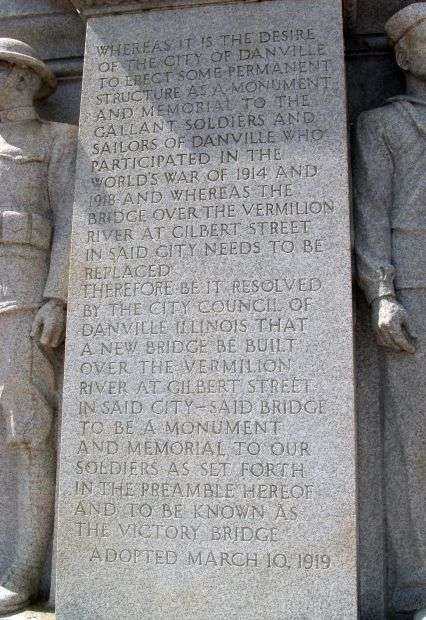 WHEREAS IT IS THE DESIRE
OF THE CITY OF DANVILLE
TO ERECT SOME PERMANENT
STRUCTURE AS A MONUMENT
AND MEMORIAL TO THE
GALLANT SOLDIERS AND
SAILORS OF DANVILLE WHO
PARTICIPATED IN THE
WORLD'S WAR OF 1914 AND
1918 AND WHEREAS THE
BRIDGE OVER THE VERMILION
RIVER AT GILBERT STREET
IN SAID CITY NEEDS TO BE
REPLACED
THEREFORE BE IT RESOLVED
BY THE CITY COUNCIL OF
DANVILLE ILLINOIS THAT
A NEW BRIDGE BE BUILT
OVER THE VERMILION
RIVER AT GILBERT STREET
IN SAID CITY-SAID BRIDGE
TO BE A MONUMENT
AND MEMORIAL TO OUR
SOLDIERS AS SET FORTH
IN THE PREAMBLE HEREOF
AND TO BE KNOWN AS
THE VICTORY BRIDGE
ADOPTED MARCH 10, 1919